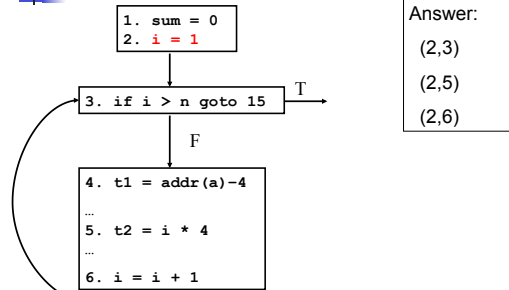 1. sum = 0
2. i = 1
3. if i > n goto 15
T
F
4. t1 = addr(a)-4
…
5. t2 = i * 4
…
6. i = i + 1
Answer:
(2,3)
(2,5)
(2,6)